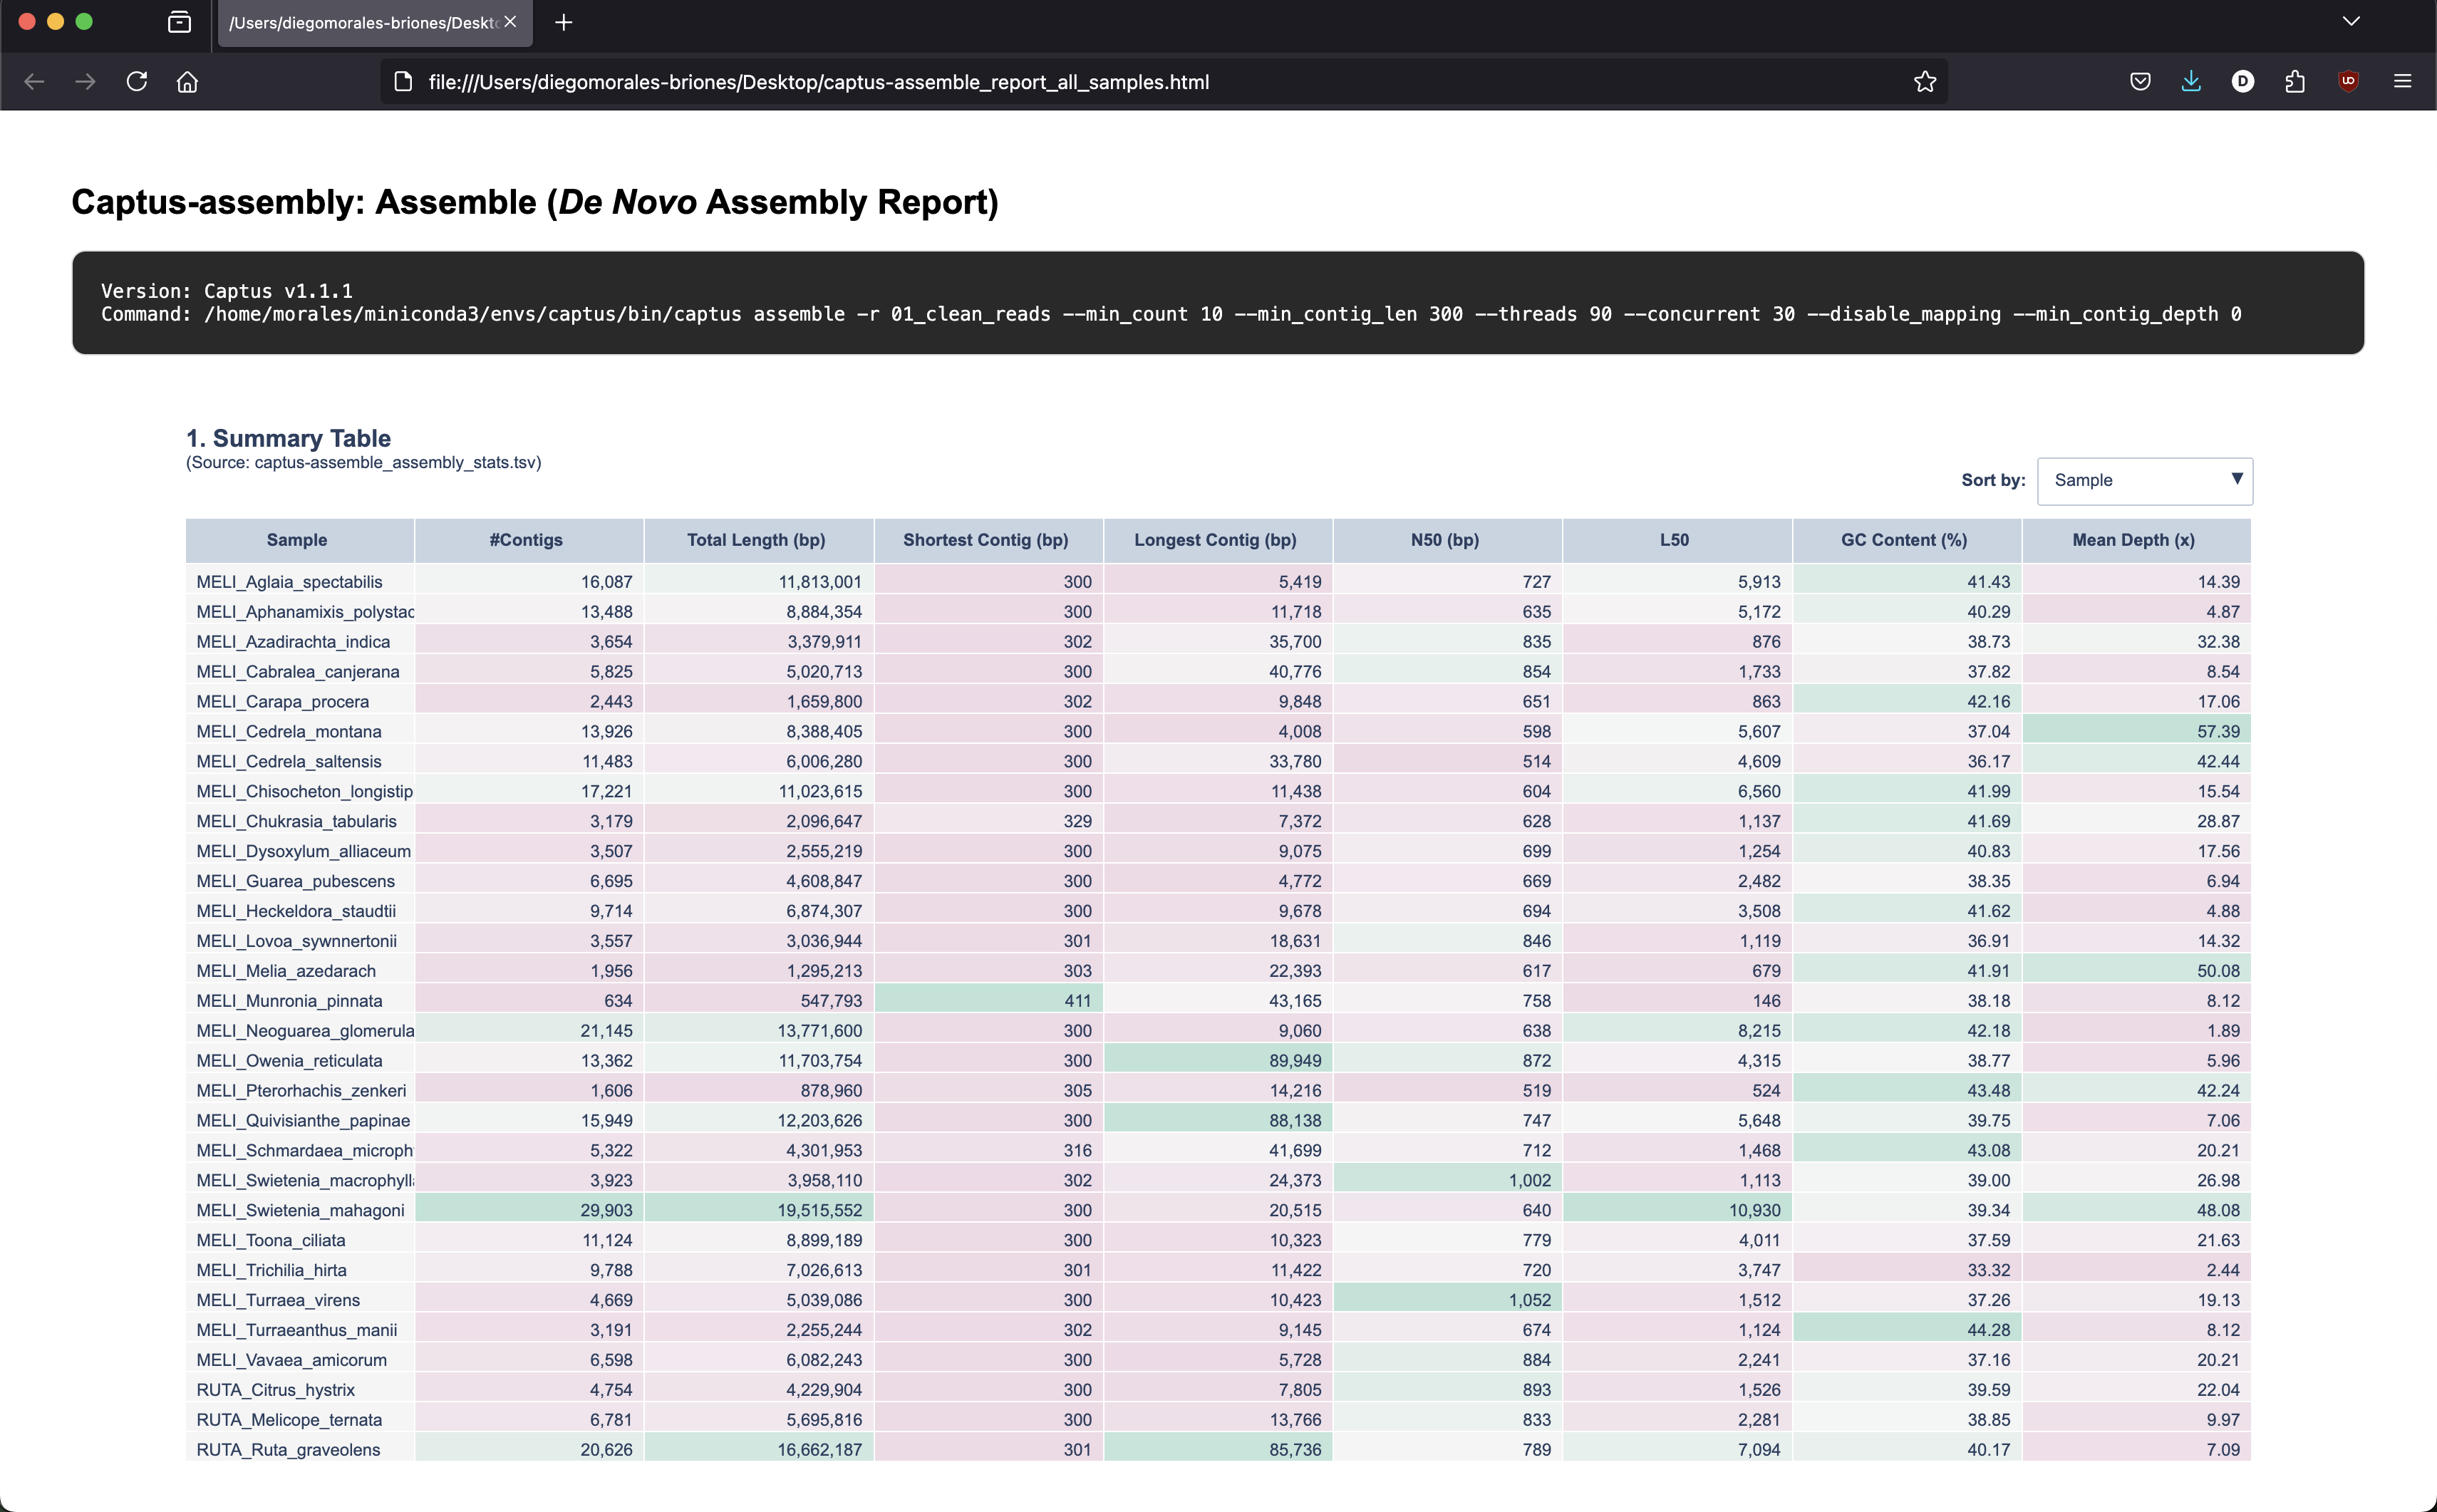 /Users/diegomorales-briones/Deskto
file:///Users/diegomorales-briones/Desktop/captus-assemble_report_all_samples.html
D
UO
Captus-assembly: Assemble (De Novo Assembly Report)
Version: Captus v1.1.1
Command: /home/morales/miniconda3/envs/captus/bin/captus assemble -r 01_clean_reads --min_count 10 --min_contig_len 300 --threads 90 --concurrent 30 --disable_mapping --min_contig_depth 0
1. Summary Table
(Source: captus-assemble_assembly_stats.tsv)
Sort by: Sample ▼
Sample #Contigs Total Length (bp) Shortest Contig (bp) Longest Contig (bp) N50 (bp) L50 GC Content (%) Mean Depth (x)
MELI_Aglaia_spectabilis 16,087 11,813,001 300 5,419 727 5,913 41.43 14.39
MELI_Aphanamixis_polystac 13,488 8,884,354 300 11,718 635 5,172 40.29 4.87
MELI_Azadirachta_indica 3,654 3,379,911 302 35,700 835 876 38.73 32.38
MELI_Cabralea_canjerana 5,825 5,020,713 300 40,776 854 1,733 37.82 8.54
MELI_Carapa_procera 2,443 1,659,800 302 9,848 651 863 42.16 17.06
MELI_Cedrela_montana 13,926 8,388,405 300 4,008 598 5,607 37.04 57.39
MELI_Cedrela_saltensis 11,483 6,006,280 300 33,780 514 4,609 36.17 42.44
MELI_Chisocheton_longistip 17,221 11,023,615 300 11,438 604 6,560 41.99 15.54
MELI_Chukrasia_tabularis 3,179 2,096,647 329 7,372 628 1,137 41.69 28.87
MELI_Dysoxylum_alliaceum 3,507 2,555,219 300 9,075 699 1,254 40.83 17.56
MELI_Guarea_pubescens 6,695 4,608,847 300 4,772 669 2,482 38.35 6.94
MELI_Heckeldora_staudtii 9,714 6,874,307 300 9,678 694 3,508 41.62 4.88
MELI_Lovoa_sywnnertonii 3,557 3,036,944 301 18,631 846 1,119 36.91 14.32
MELI_Melia_azedarach 1,956 1,295,213 303 22,393 617 679 41.91 50.08
MELI_Munronia_pinnata 634 547,793 411 43,165 758 146 38.18 8.12
MELI_Neoguarea_glomerula 21,145 13,771,600 300 9,060 638 8,215 42.18 1.89
MELI_Owenia_reticulata 13,362 11,703,754 300 89,949 872 4,315 38.77 5.96
MELI_Pterorhachis_zenkeri 1,606 878,960 305 14,216 519 524 43.48 42.24
MELI_Quivisianthe_papinae 15,949 12,203,626 300 88,138 747 5,648 39.75 7.06
MELI_Schmardaea_microph 5,322 4,301,953 316 41,699 712 1,468 43.08 20.21
MELI_Swietenia_macrophyll 3,923 3,958,110 302 24,373 1,002 1,113 39.00 26.98
MELI_Swietenia_mahagoni 29,903 19,515,552 300 20,515 640 10,930 39.34 48.08
MELI_Toona_ciliata 11,124 8,899,189 300 10,323 779 4,011 37.59 21.63
MELI_Trichilia_hirta 9,788 7,026,613 301 11,422 720 3,747 33.32 2.44
MELI_Turraea_virens 4,669 5,039,086 300 10,423 1,052 1,512 37.26 19.13
MELI_Turraeanthus_manii 3,191 2,255,244 302 9,145 674 1,124 44.28 8.12
MELI_Vavaea_amicorum 6,598 6,082,243 300 5,728 884 2,241 37.16 20.21
RUTA_Citrus_hystrix 4,754 4,229,904 300 7,805 893 1,526 39.59 22.04
RUTA_Melicope_ternata 6,781 5,695,816 300 13,766 833 2,281 38.85 9.97
RUTA_Ruta_graveolens 20,626 16,662,187 301 85,736 789 7,094 40.17 7.09